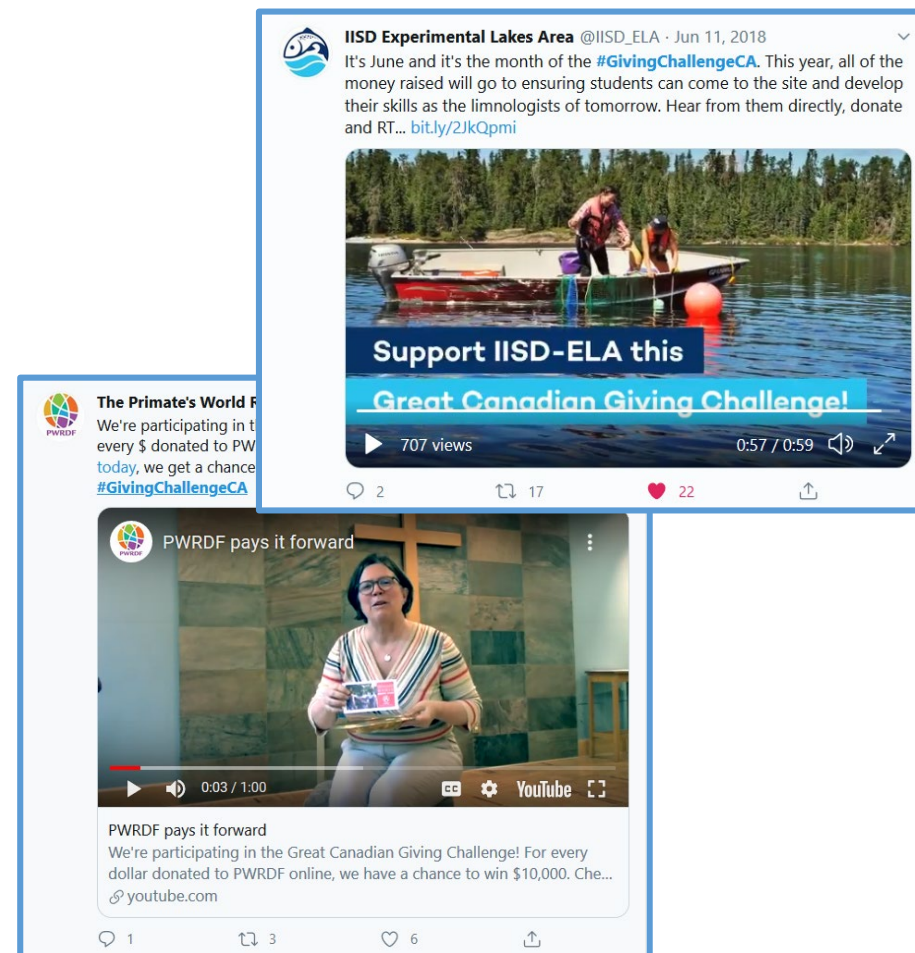 IISD Experimental Lakes Area @IISD_ELA · Jun 11, 2018
It's June and it's the month of the #GivingChallengeCA. This year, all of the
money raised will go to ensuring students can come to the site and develop
their skills as the limnologists of tomorrow. Hear from them directly, donate
and RT... bit.ly/2JkQpmi
Support IISD-ELA this
Great Canadian Giving Challenge!
707 views
0:57 / 0:59
2 17 22
PWRDF
The Primate's World
We're participating in
every $ donated to PW
today, we get a chance
#GivingChallengeCA
PWRDF
PWRDF pays it forward
0:03 / 1:00
CC
YouTube
PWRDF pays it forward
We're participating in the Great Canadian Giving Challenge! For every
dollar donated to PWRDF online, we have a chance to win $10,000. Che...
youtube.com
1 3 6